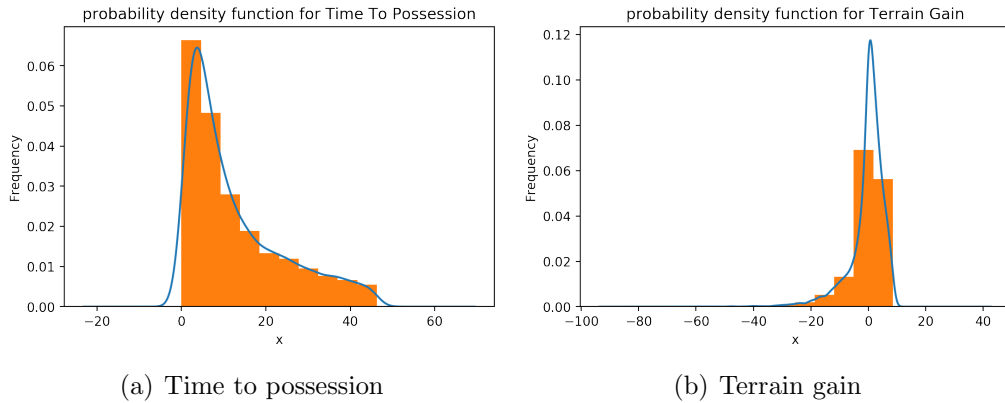 probability density function for Time To Possession
0.06
0.05
0.04
0.03
0.02
0.01
0.00
Frequency
−20 0 20 40 60
x
(a) Time to possession
probability density function for Terrain Gain
0.12
0.10
0.08
0.06
0.04
0.02
0.00
Frequency
−100 −80 −60 −40 −20 0 20 40
x
(b) Terrain gain